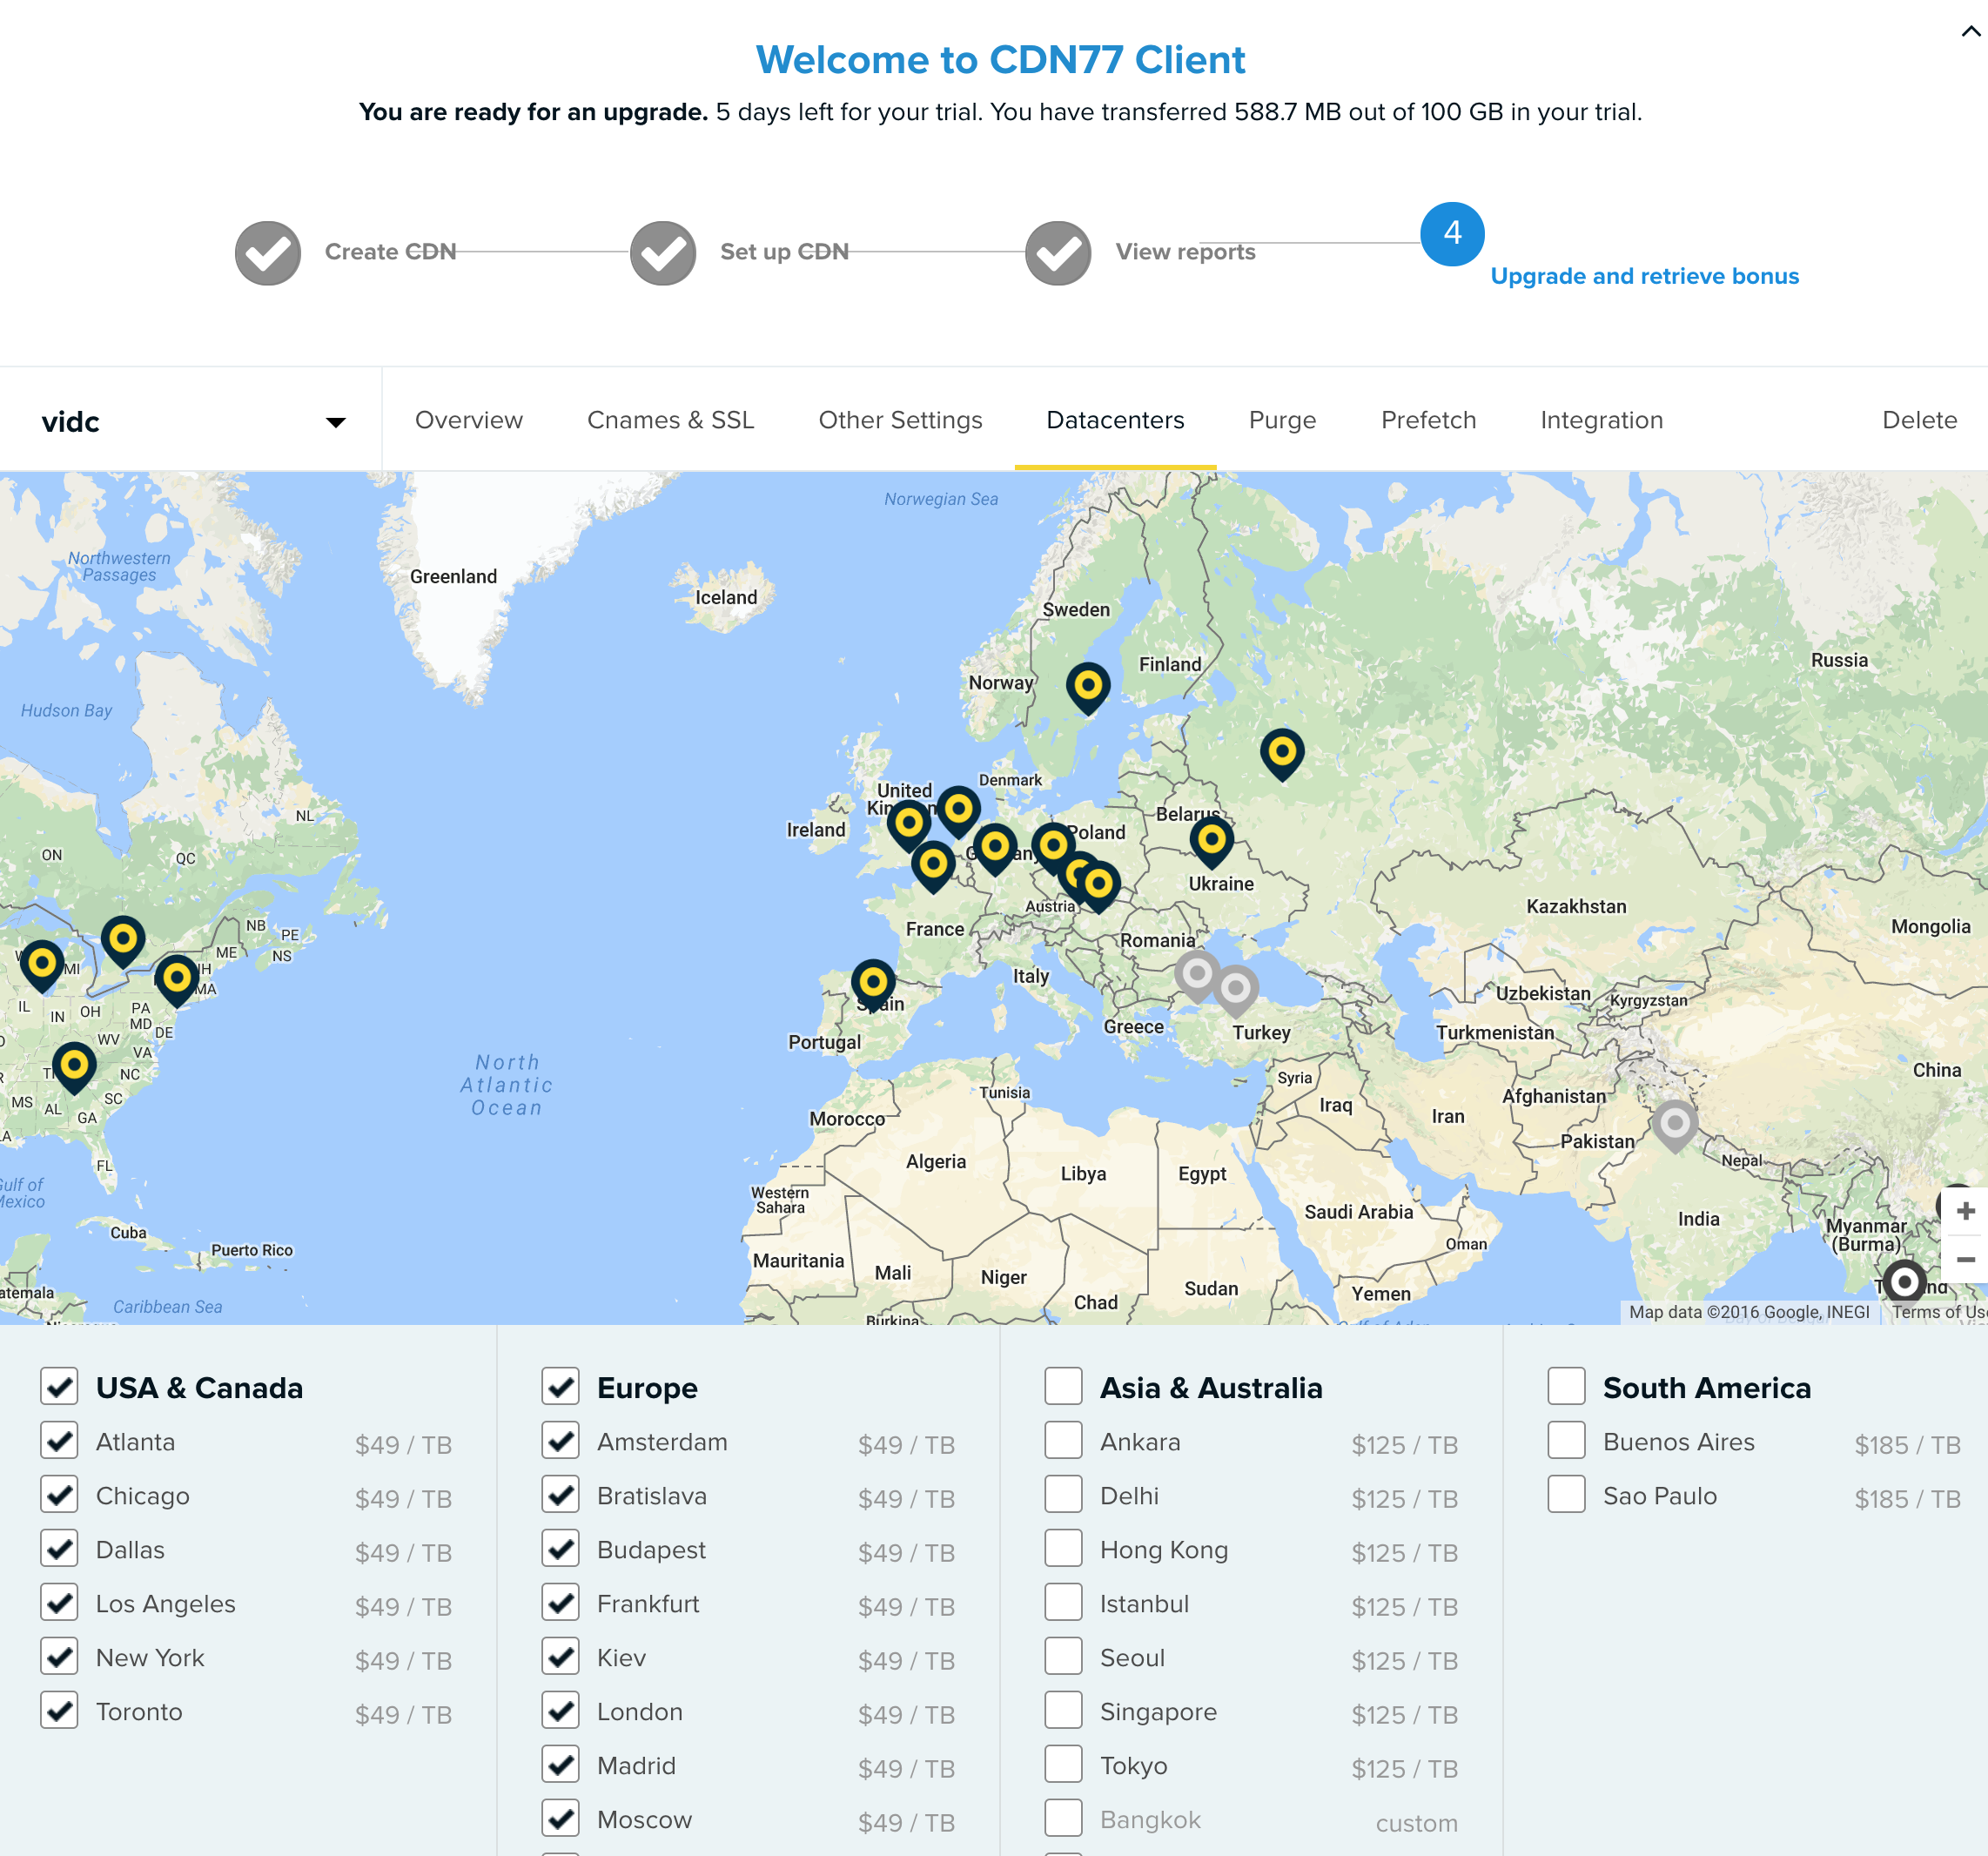 Welcome to CDN77 Client
You are ready for an upgrade. 5 days left for your trial. You have transferred 588.7 MB out of 100 GB in your trial.
Create CDN
Set up CDN
View reports
4
Upgrade and retrieve bonus
vidc
Overview
Cnames & SSL
Other Settings
Datacenters
Purge
Prefetch
Integration
Delete
Norwegian Sea
Northwestern
Passages
Greenland
Iceland
Sweden
Finland
Russia
Norway
Hudson Bay
Denmark
United
Ireland
Poland
Belarus
NL
ON
QC
Ukraine
Austria
Kazakhstan
France
Romania
Mongolia
NB
PE
ME
NS
MI
MA
Italy
Spain
Uzbekistan
Kyrgyzstan
IL
IN
OH
PA
MD
DE
WV
VA
NC
Portugal
Greece
Turkey
Turkmenistan
China
North
Atlantic
Ocean
Tunisia
Syria
Iraq
Iran
Afghanistan
MS
AL
GA
SC
Morocco
Pakistan
Nepal
FL
Algeria
Libya
Egypt
Gulf of
Mexico
Western
Sahara
Saudi Arabia
India
Myanmar
(Burma)
Oman
Cuba
Puerto Rico
Mauritania
Mali
Niger
Sudan
Chad
Yemen
Caribbean Sea
Burkina
Map data ©2016 Google, INEGI
Terms of Us
USA & Canada
Atlanta $49 / TB
Chicago $49 / TB
Dallas $49 / TB
Los Angeles $49 / TB
New York $49 / TB
Toronto $49 / TB
Europe
Amsterdam $49 / TB
Bratislava $49 / TB
Budapest $49 / TB
Frankfurt $49 / TB
Kiev $49 / TB
London $49 / TB
Madrid $49 / TB
Moscow $49 / TB
Asia & Australia
Ankara $125 / TB
Delhi $125 / TB
Hong Kong $125 / TB
Istanbul $125 / TB
Seoul $125 / TB
Singapore $125 / TB
Tokyo $125 / TB
Bangkok custom
South America
Buenos Aires $185 / TB
Sao Paulo $185 / TB